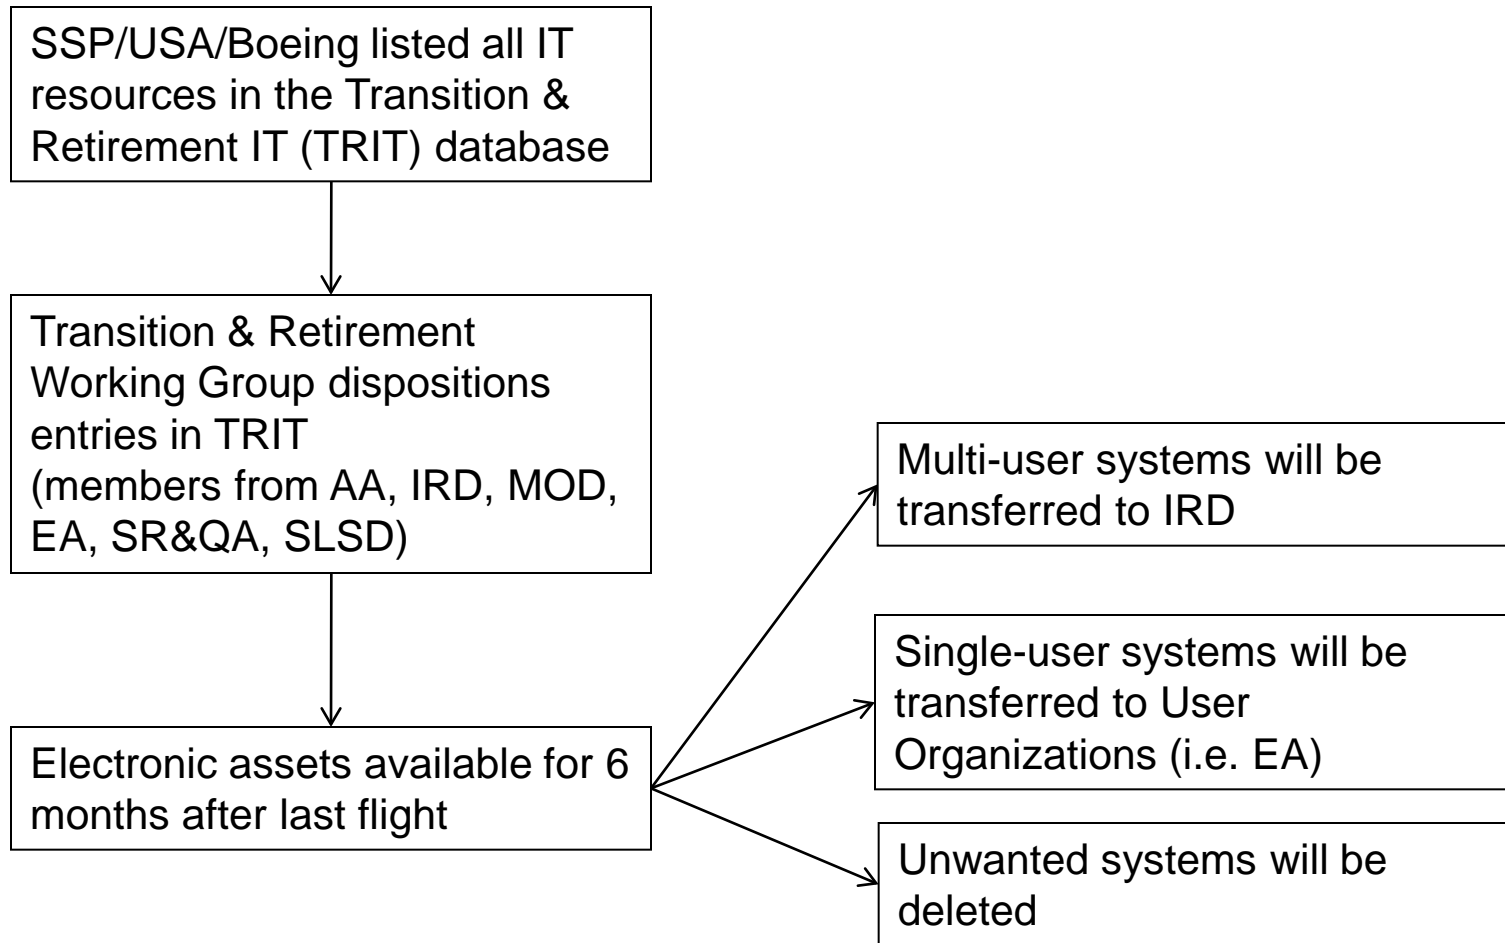 SSP/USA/Boeing listed all IT
resources in the Transition &
Retirement IT (TRIT) database
Transition & Retirement
Working Group dispositions
entries in TRIT
(members from AA, IRD, MOD,
EA, SR&QA, SLSD)
Electronic assets available for 6
months after last flight
Multi-user systems will be
transferred to IRD
Single-user systems will be
transferred to User
Organizations (i.e. EA)
Unwanted systems will be
deleted